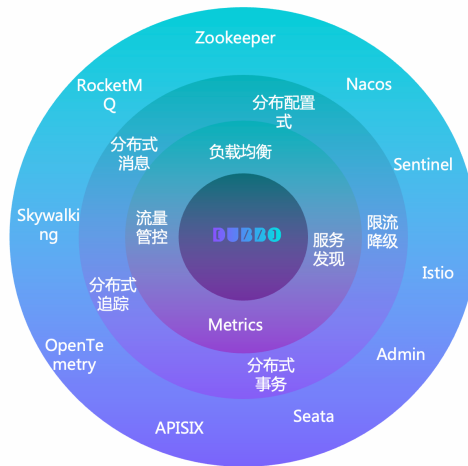 Zookeeper
RocketM
Q
Nacos
分布配置
式
分布式
消息
负载均衡
Sentinel
Skywalki
ng
流量
管控
DUBBO
服务
发现
限流
降级
Istio
分布式
追踪
OpenTe
metry
Metrics
Admin
分布式
事务
APISIX
Seata